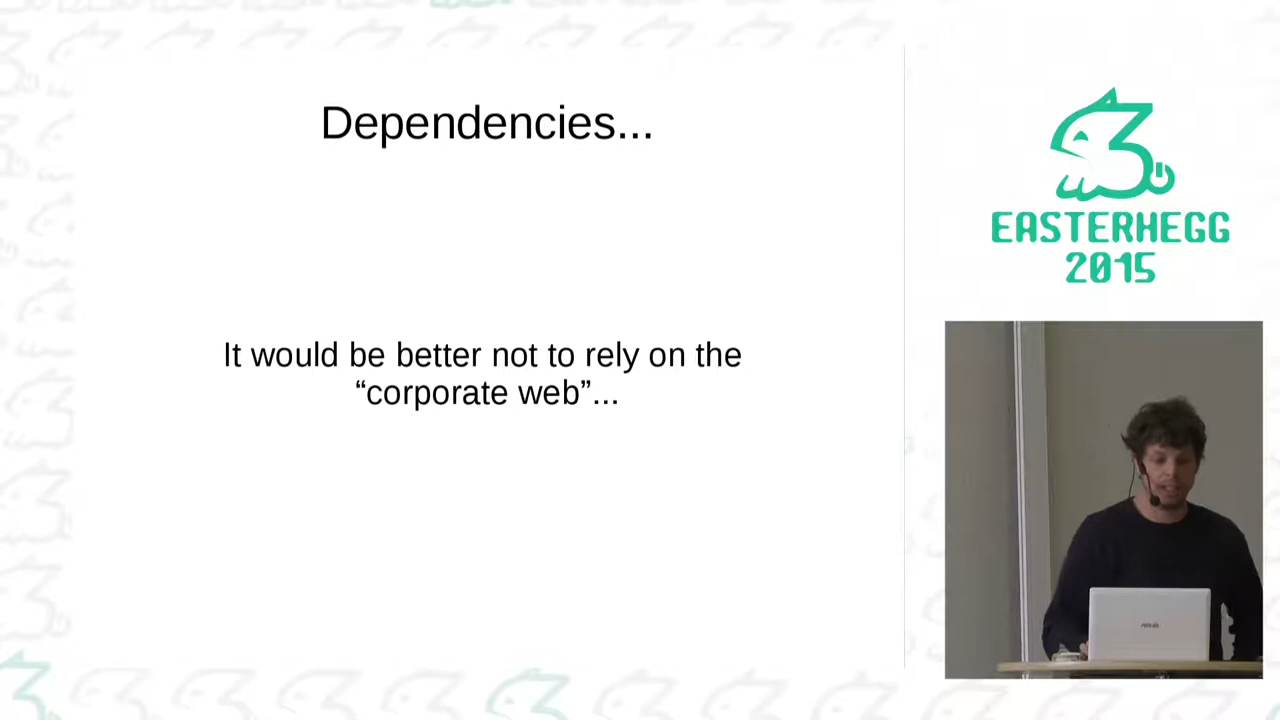 Dependencies...
It would be better not to rely on the
“corporate web”...
EASTERHEGG
2015